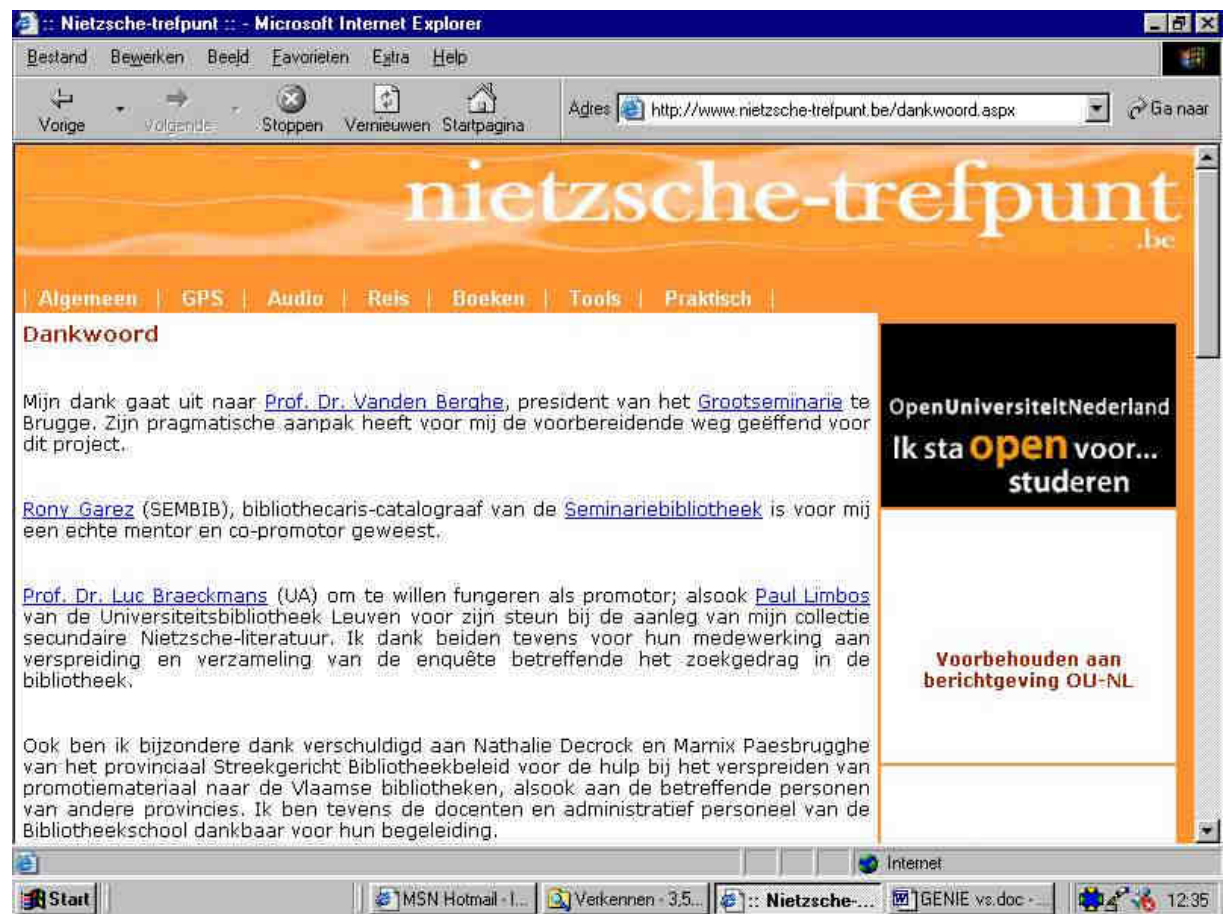 :: Nietzsche-trefpunt :: - Microsoft Internet Explorer
Bestand Bewerken Beeld Favorieten Extra Help
Vorige Volgende Stoppen Vernieuwen Startpagina Adres http://www.nietzsche-trefpunt.be/dankwoord.aspx Ga naar
nietzsche-trefpunt
.be
| Algemeen | GPS | Audio | Reis | Boeken | Tools | Praktisch |
Dankwoord
Mijn dank gaat uit naar Prof. Dr. Vanden Berghe, president van het Grootseminarie te
Brugge. Zijn pragmatische aanpak heeft voor mij de voorbereidende weg geëffend voor
dit project.
Rony Garez (SEMBIB), bibliothecaris-catalograaf van de Seminariebibliotheek is voor mij
een echte mentor en co-promotor geweest.
Prof. Dr. Luc Braeckmans (UA) om te willen fungeren als promotor; alsook Paul Limbos
van de Universiteitsbibliotheek Leuven voor zijn steun bij de aanleg van mijn collectie
secundaire Nietzsche-literatuur. Ik dank beiden tevens voor hun medewerking aan
verspreiding en verzameling van de enquête betreffende het zoekgedrag in de
bibliotheek.
Ook ben ik bijzondere dank verschuldigd aan Nathalie Decrock en Marnix Paesbrugghe
van het provinciaal Streekgericht Bibliotheekbeleid voor de hulp bij het verspreiden van
promotiemateriaal naar de Vlaamse bibliotheken, alsook aan de betreffende personen
van andere provincies. Ik ben tevens de docenten en administratief personeel van de
Bibliotheekschool dankbaar voor hun begeleiding.
OpenUniversiteitNederland
Ik sta open voor...
studeren
Voorbehouden aan
berichtgeving OU-NL
Internet
Start MSN Hotmail - I... Verkennen - 3,5... :: Nietzsche-... GENIE vs.doc -... 12:35